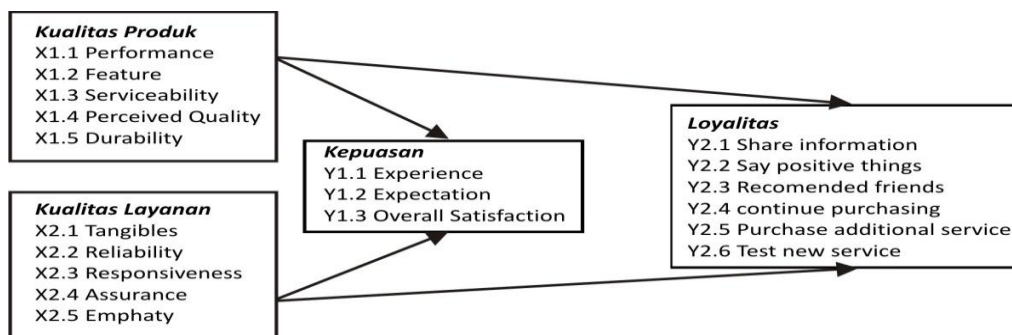 Kualitas Produk
X1.1 Performance
X1.2 Feature
X1.3 Serviceability
X1.4 Perceived Quality
X1.5 Durability
Kualitas Layanan
X2.1 Tangibles
X2.2 Reliability
X2.3 Responsiveness
X2.4 Assurance
X2.5 Emphaty
Kepuasan
Y1.1 Experience
Y1.2 Expectation
Y1.3 Overall Satisfaction
Loyalitas
Y2.1 Share information
Y2.2 Say positive things
Y2.3 Recomended friends
Y2.4 continue purchasing
Y2.5 Purchase additional service
Y2.6 Test new service